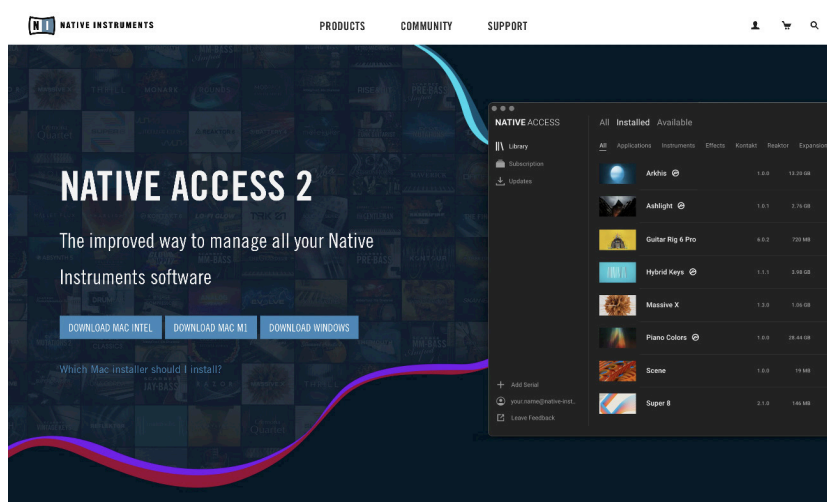 NATIVE INSTRUMENTS
PRODUCTS
COMMUNITY
SUPPORT
NATIVE ACCESS 2
The improved way to manage all your Native
Instruments software
DOWNLOAD MAC INTEL
DOWNLOAD MAC M1
DOWNLOAD WINDOWS
Which Mac installer should I install?
NATIVE ACCESS
Library
Subscription
Updates
Add Serial
your.name@native-inst..
Leave Feedback
All Installed Available
All Applications Instruments Effects Kontakt Reaktor Expansion
Arkhis 1.0.0 13.20 GB
Ashlight 1.0.1 2.76 GB
Guitar Rig 6 Pro 6.0.2 720 MB
Hybrid Keys 1.1.1 3.98 GB
Massive X 1.3.0 1.06 GB
Piano Colors 1.0.0 28.44 GB
Scene 1.0.0 19 MB
Super 8 2.1.0 146 MB